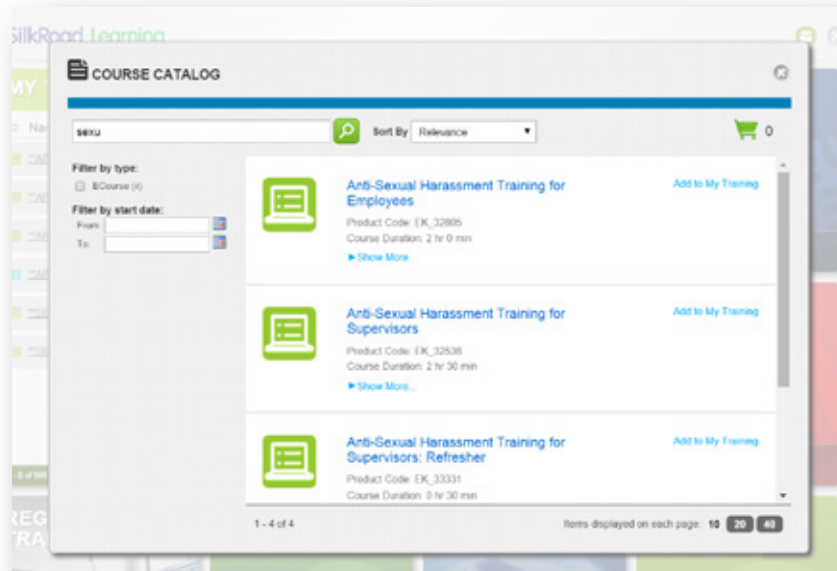 SilkRoad Learning
MY T
COURSE CATALOG
sexu
Sort By Relevance
0
Filter by type:
ECourse (4)
Filter by start date:
From:
To:
Anti-Sexual Harassment Training for
Employees
Add to My Training
Product Code: EK_32805
Course Duration: 2 hr 0 min
Show More...
Anti-Sexual Harassment Training for
Supervisors
Add to My Training
Product Code: EK_32536
Course Duration: 2 hr 30 min
Show More...
Anti-Sexual Harassment Training for
Supervisors: Refresher
Add to My Training
Product Code: EK_33331
Course Duration: 0 hr 30 min
1 - 4 of 4
Items displayed on each page: 10 20 40
REG
TRA